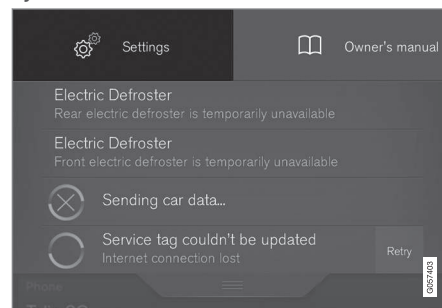 Settings
Owner's manual
Electric Defroster
Rear electric defroster is temporarily unavailable
Electric Defroster
Front electric defroster is temporarily unavailable
Sending car data...
Service tag couldn't be updated
Internet connection lost
Retry
Phone
G057403